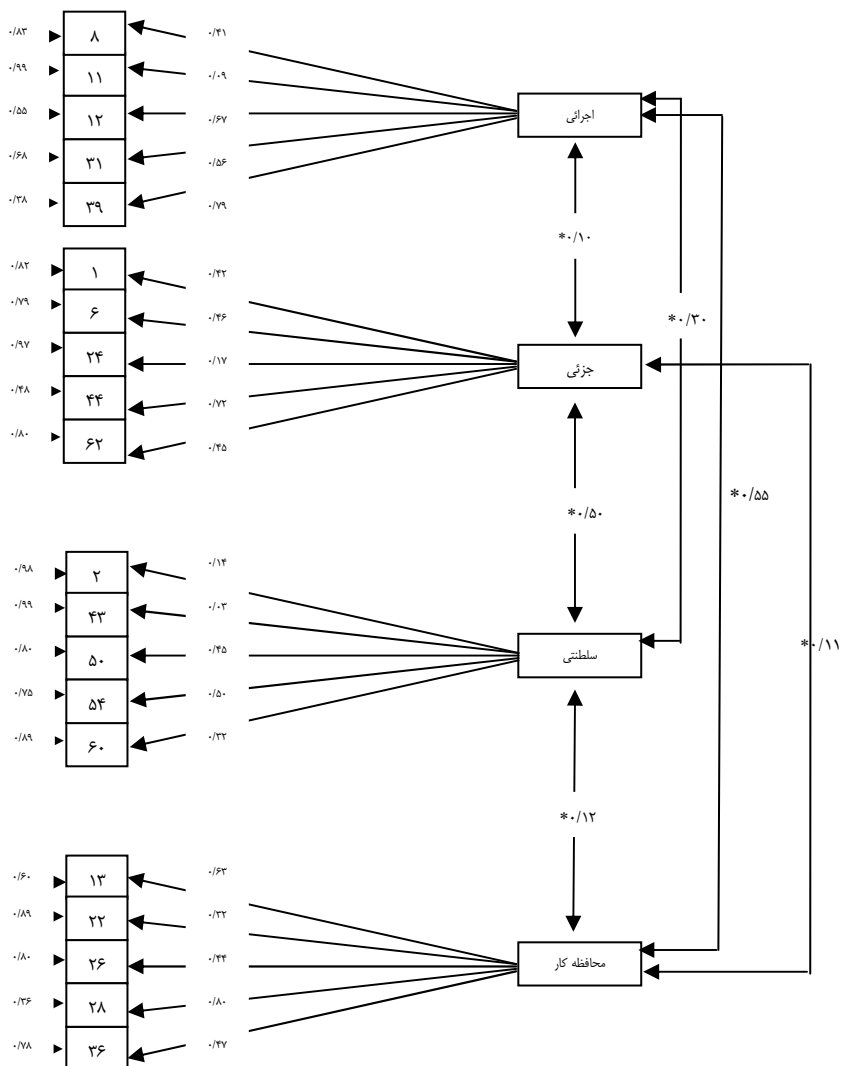 ۰/۸۳ ۸ ۰/۴۱
۰/۹۹ ۱۱ ۰/۰۹
۰/۵۵ ۱۲ ۰/۶۷
۰/۶۸ ۳۱ ۰/۵۶
۰/۳۸ ۳۹ ۰/۷۹
اجرائی
*۰/۱۰
۰/۸۲ ۱ ۰/۴۲
۰/۷۹ ۶ ۰/۴۶
۰/۹۷ ۲۴ ۰/۱۷
۰/۴۸ ۴۴ ۰/۷۲
۰/۸۰ ۶۲ ۰/۴۵
*۰/۳۰
جزئی
*۰/۵۵
*۰/۵۰
۰/۹۸ ۲ ۰/۱۴
۰/۹۹ ۴۳ ۰/۰۳
۰/۸۰ ۵۰ ۰/۴۵
۰/۷۵ ۵۴ ۰/۵۰
۰/۸۹ ۶۰ ۰/۳۲
سلطنتی
*۰/۱۱
*۰/۱۲
۰/۶۰ ۱۳ ۰/۶۳
۰/۸۹ ۲۲ ۰/۳۲
۰/۸۰ ۲۶ ۰/۴۴
۰/۳۶ ۲۸ ۰/۸۰
۰/۷۸ ۳۶ ۰/۴۷
محافظه کار